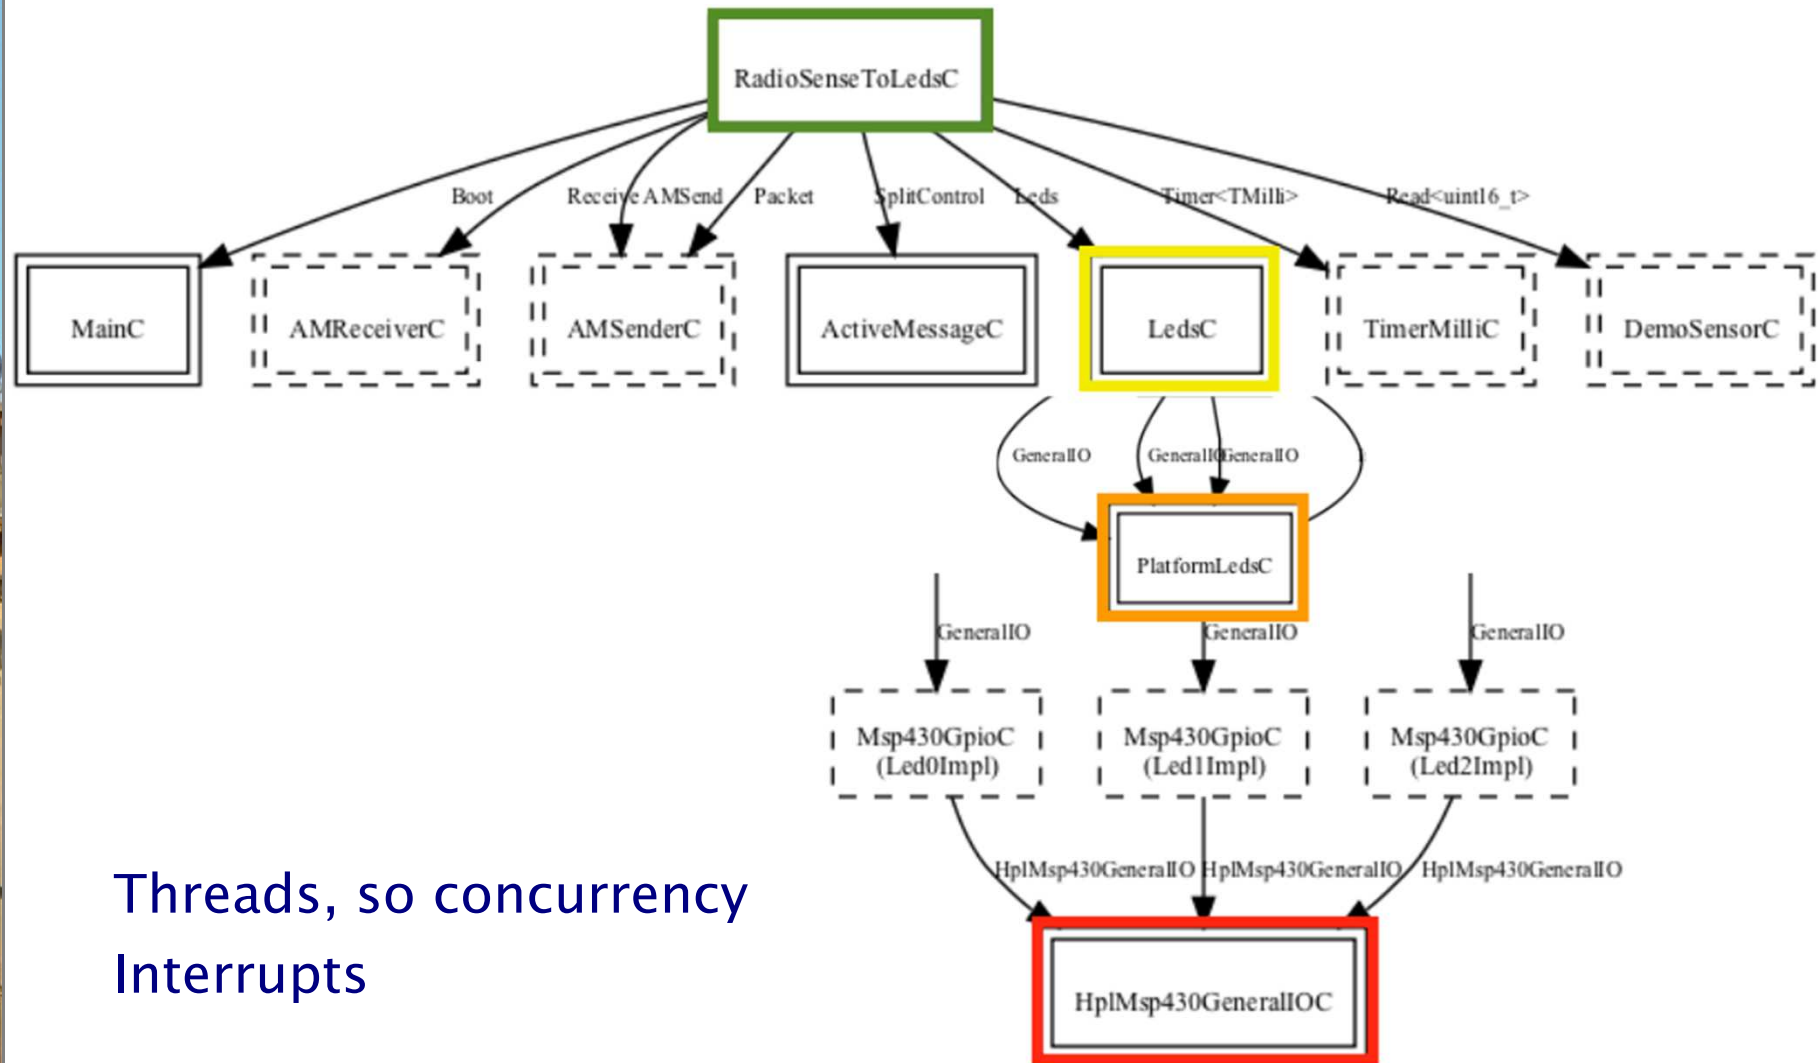 RadioSenseToLedsC
Boot
Receive
AMSend
Packet
SplitControl
Leds
Timer<TMilli>
Read<uint16_t>
MainC
AMReceiverC
AMSenderC
ActiveMessageC
LedsC
TimerMilliC
DemoSensorC
GeneralIO
GeneralIO
GeneralIO
PlatformLedsC
GeneralIO
GeneralIO
GeneralIO
Msp430GpioC
(Led0Impl)
Msp430GpioC
(Led1Impl)
Msp430GpioC
(Led2Impl)
HplMsp430GeneralIO
HplMsp430GeneralIO
HplMsp430GeneralIO
Threads, so concurrency
Interrupts
HplMsp430GeneralIOC